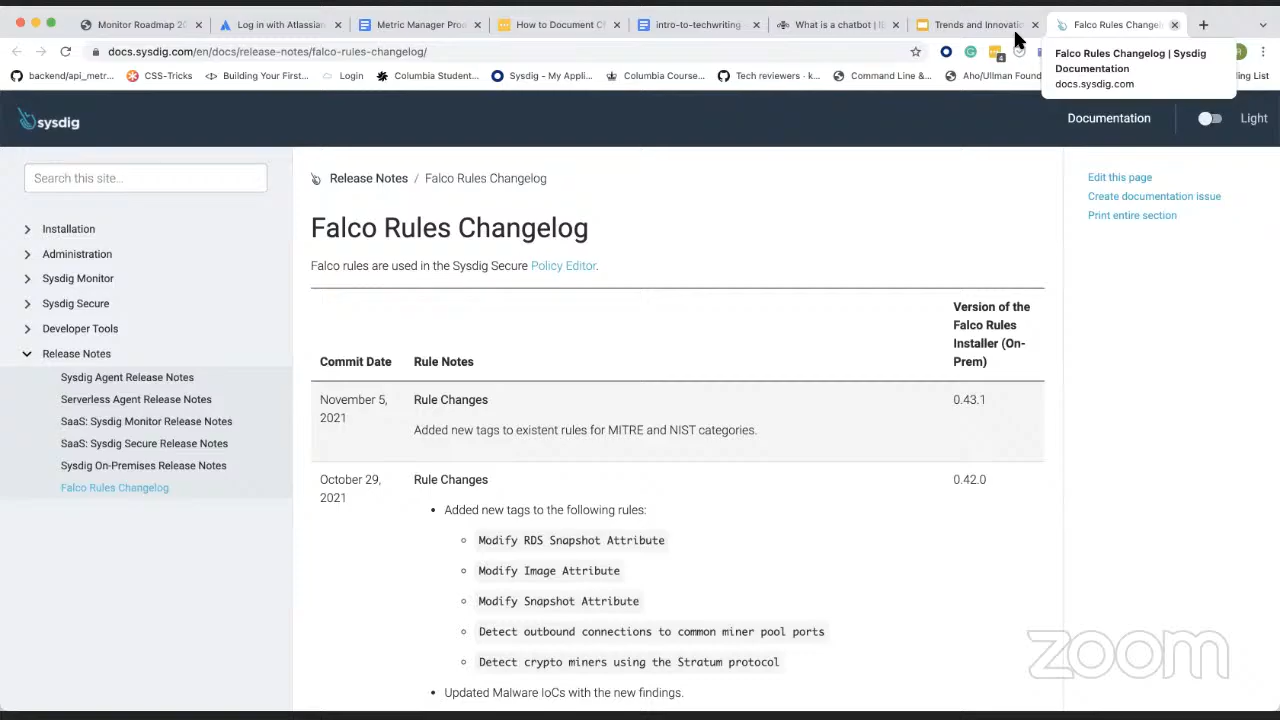 Monitor Roadmap 20
Log in with Atlassian
Metric Manager Pro
How to Document C
intro-to-techwriting
What is a chatbot | I
Trends and Innovatio
Falco Rules Changel
docs.sysdig.com/en/docs/release-notes/falco-rules-changelog/
4
Falco Rules Changelog | Sysdig
Documentation
docs.sysdig.com
backend/api_metr...
CSS-Tricks
Building Your First...
Login
Columbia Student...
Sysdig - My Appli...
Columbia Course...
Tech reviewers · k...
Command Line &...
Aho/Ullman Found
ing List
sysdig
Documentation
Light
Search this site...
Installation
Administration
Sysdig Monitor
Sysdig Secure
Developer Tools
Release Notes
Sysdig Agent Release Notes
Serverless Agent Release Notes
SaaS: Sysdig Monitor Release Notes
SaaS: Sysdig Secure Release Notes
Sysdig On-Premises Release Notes
Falco Rules Changelog
Release Notes / Falco Rules Changelog
Falco Rules Changelog
Falco rules are used in the Sysdig Secure Policy Editor.
Commit Date
Rule Notes
Version of the
Falco Rules
Installer (On-
Prem)
November 5,
2021
Rule Changes
Added new tags to existent rules for MITRE and NIST categories.
0.43.1
October 29,
2021
Rule Changes
0.42.0
• Added new tags to the following rules:
Modify RDS Snapshot Attribute
Modify Image Attribute
Modify Snapshot Attribute
Detect outbound connections to common miner pool ports
Detect crypto miners using the Stratum protocol
• Updated Malware IoCs with the new findings.
Edit this page
Create documentation issue
Print entire section
zoom